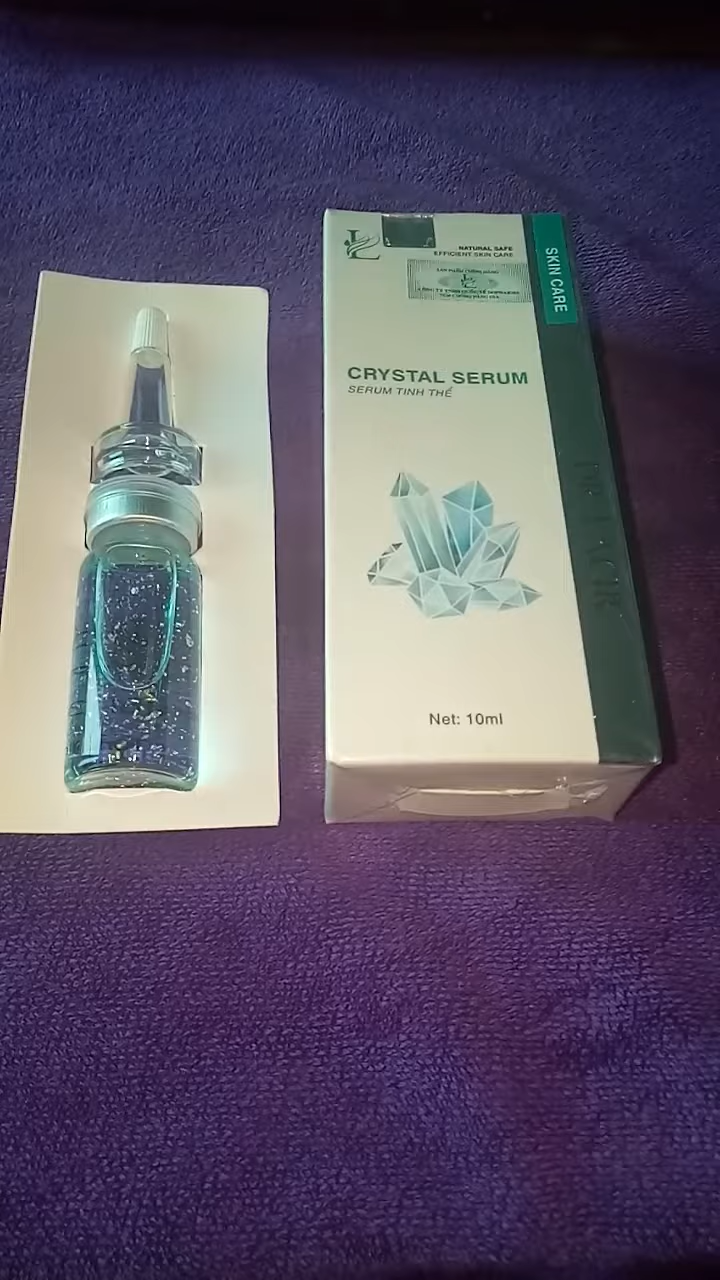 NATURAL SAFE
EFFICIENT SKIN CARE
SKIN CARE
CRYSTAL SERUM
SERUM TINH THỂ
Net: 10ml